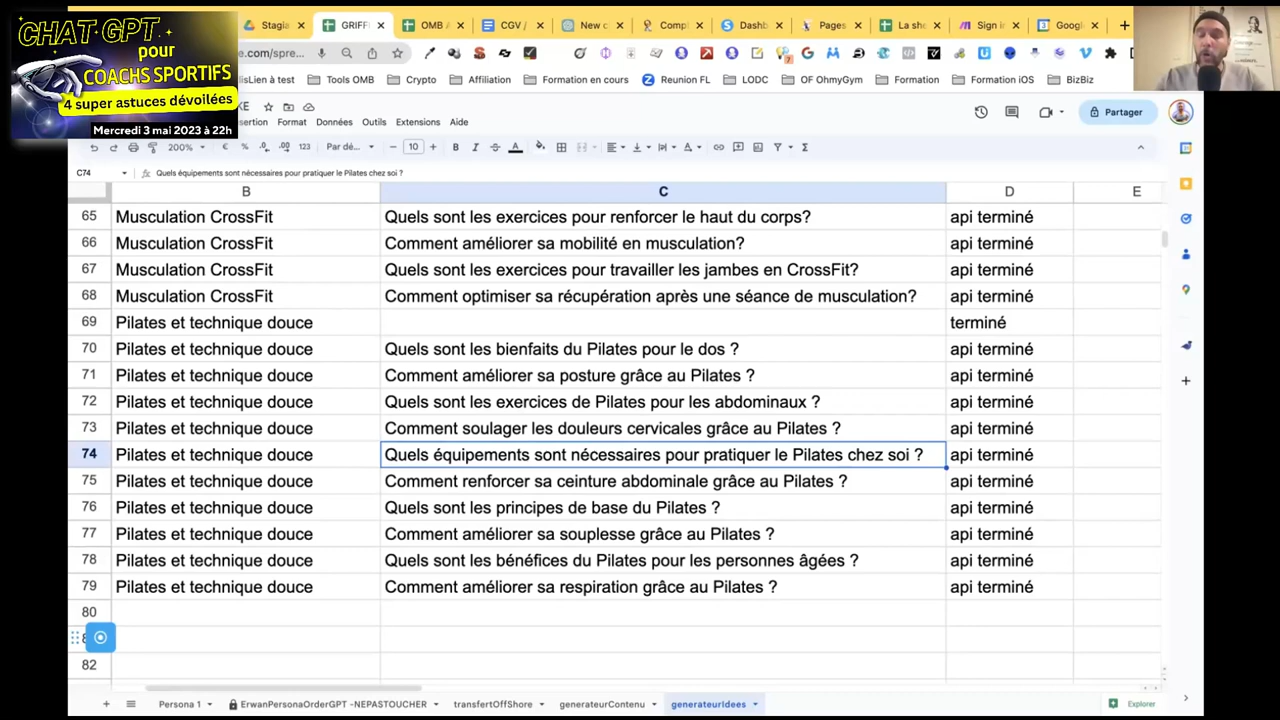 CHAT GPT
pour
COACHS SPORTIFS
4 super astuces dévoilées
Mercredi 3 mai 2023 à 22h
Stagia
GRIFF
OMB
CGV /
New c
Compl
Dashb
Pages
La sho
Sign in
Googl
e.com/spre...
Lien à test
Tools OMB
Crypto
Affiliation
Formation en cours
Reunion FL
LODC
OF OhmyGym
Formation
Formation iOS
BizBiz
KE
Partager
sertion Format Données Outils Extensions Aide
200% € % .0 .00 123 Par dé... 10 B I A Σ
C74 fx Quels équipements sont nécessaires pour pratiquer le Pilates chez soi ?
B C D E
65 Musculation CrossFit Quels sont les exercices pour renforcer le haut du corps? api terminé
66 Musculation CrossFit Comment améliorer sa mobilité en musculation? api terminé
67 Musculation CrossFit Quels sont les exercices pour travailler les jambes en CrossFit? api terminé
68 Musculation CrossFit Comment optimiser sa récupération après une séance de musculation? api terminé
69 Pilates et technique douce terminé
70 Pilates et technique douce Quels sont les bienfaits du Pilates pour le dos ? api terminé
71 Pilates et technique douce Comment améliorer sa posture grâce au Pilates ? api terminé
72 Pilates et technique douce Quels sont les exercices de Pilates pour les abdominaux ? api terminé
73 Pilates et technique douce Comment soulager les douleurs cervicales grâce au Pilates ? api terminé
74 Pilates et technique douce Quels équipements sont nécessaires pour pratiquer le Pilates chez soi ? api terminé
75 Pilates et technique douce Comment renforcer sa ceinture abdominale grâce au Pilates ? api terminé
76 Pilates et technique douce Quels sont les principes de base du Pilates ? api terminé
77 Pilates et technique douce Comment améliorer sa souplesse grâce au Pilates ? api terminé
78 Pilates et technique douce Quels sont les bénéfices du Pilates pour les personnes âgées ? api terminé
79 Pilates et technique douce Comment améliorer sa respiration grâce au Pilates ? api terminé
80
82
Persona 1 ErwanPersonaOrderGPT -NEPASTOUCHER transfertOffShore generateurContenu generateurIdees Explorer